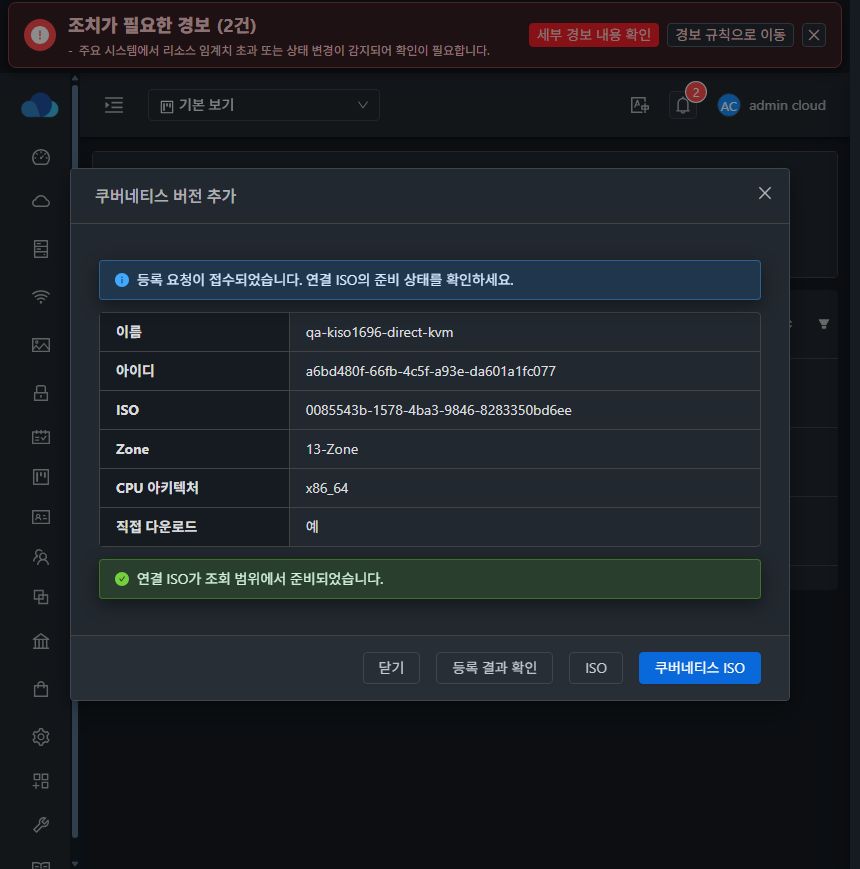 조치가 필요한 경보 (2건)
- 주요 시스템에서 리소스 임계치 초과 또는 상태 변경이 감지되어 확인이 필요합니다.
세부 경보 내용 확인
경보 규칙으로 이동
기본 보기
2
AC
admin cloud
쿠버네티스 버전 추가
등록 요청이 접수되었습니다. 연결 ISO의 준비 상태를 확인하세요.
이름 qa-kiso1696-direct-kvm
아이디 a6bd480f-66fb-4c5f-a93e-da601a1fc077
ISO 0085543b-1578-4ba3-9846-8283350bd6ee
Zone 13-Zone
CPU 아키텍처 x86_64
직접 다운로드 예
연결 ISO가 조회 범위에서 준비되었습니다.
닫기
등록 결과 확인
ISO
쿠버네티스 ISO